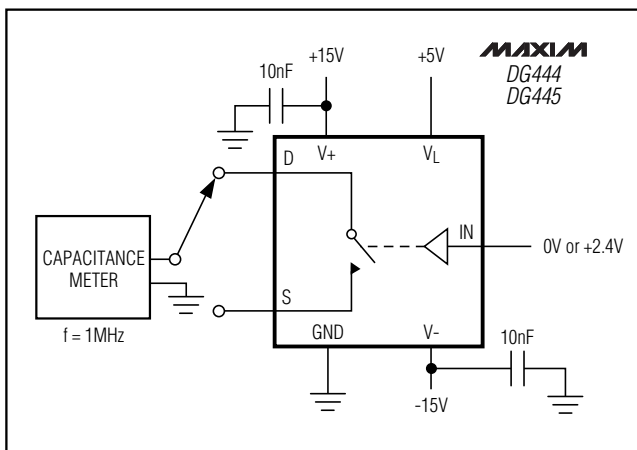 +15V
+5V
MAXIM
DG444
DG445
10nF
D
V+
VL
IN
0V or +2.4V
CAPACITANCE
METER
f = 1MHz
S
GND
V-
10nF
-15V